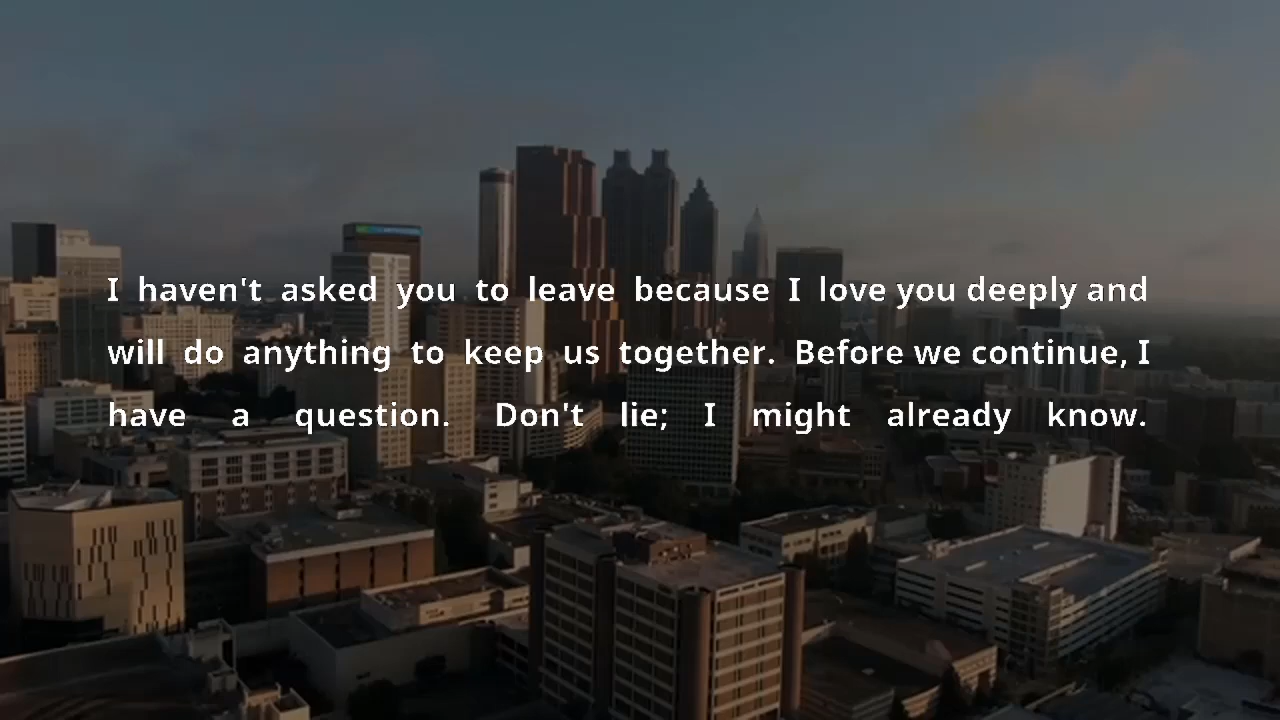 I haven't asked you to leave because I love you deeply and
will do anything to keep us together. Before we continue, I
have a question. Don't lie; I might already know.